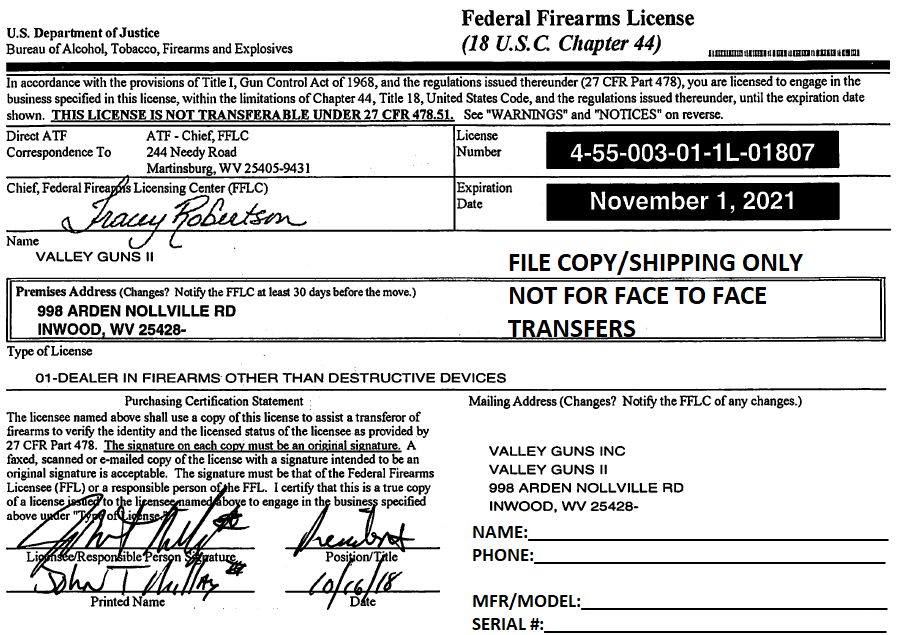 U.S. Department of Justice
Bureau of Alcohol, Tobacco, Firearms and Explosives
Federal Firearms License
(18 U.S.C. Chapter 44)
In accordance with the provisions of Title I, Gun Control Act of 1968, and the regulations issued thereunder (27 CFR Part 478), you are licensed to engage in the
business specified in this license, within the limitations of Chapter 44, Title 18, United States Code, and the regulations issued thereunder, until the expiration date
shown. THIS LICENSE IS NOT TRANSFERABLE UNDER 27 CFR 478.51. See "WARNINGS" and "NOTICES" on reverse.
Direct ATF
Correspondence To
ATF - Chief, FFLC
244 Needy Road
Martinsburg, WV 25405-9431
License
Number
4-55-003-01-1L-01807
Chief, Federal Firearms Licensing Center (FFLC)
Tracey Robertson
Expiration
Date
November 1, 2021
Name
VALLEY GUNS II
FILE COPY/SHIPPING ONLY
NOT FOR FACE TO FACE
TRANSFERS
Premises Address (Changes? Notify the FFLC at least 30 days before the move.)
998 ARDEN NOLLVILLE RD
INWOOD, WV 25428-
Type of License
01-DEALER IN FIREARMS OTHER THAN DESTRUCTIVE DEVICES
Purchasing Certification Statement
The licensee named above shall use a copy of this license to assist a transferor of
firearms to verify the identity and the licensed status of the licensee as provided by
27 CFR Part 478. The signature on each copy must be an original signature. A
faxed, scanned or e-mailed copy of the license with a signature intended to be an
original signature is acceptable. The signature must be that of the Federal Firearms
Licensee (FFL) or a responsible person of the FFL. I certify that this is a true copy
of a license issued to the licensee named above to engage in the business specified
above under "Type of License."
President
Licensee/Responsible Person Signature
Position/Title
John T
10/16/18
Printed Name
Date
Mailing Address (Changes? Notify the FFLC of any changes.)
VALLEY GUNS INC
VALLEY GUNS II
998 ARDEN NOLLVILLE RD
INWOOD, WV 25428-
NAME:
PHONE:
MFR/MODEL:
SERIAL #: